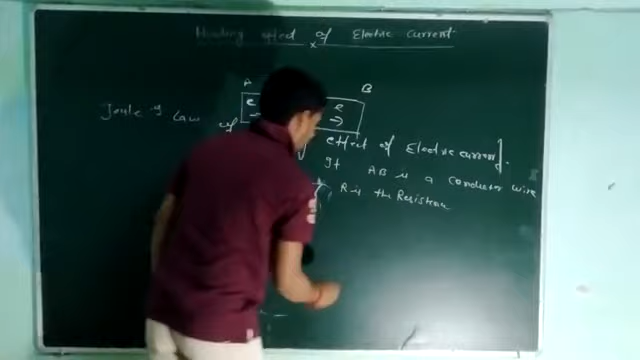 Heating effect of Electric Current
A
B
e
e
Joule's Law
of
effect of Electric current].
If AB is a conductor wire
R is the Resistance